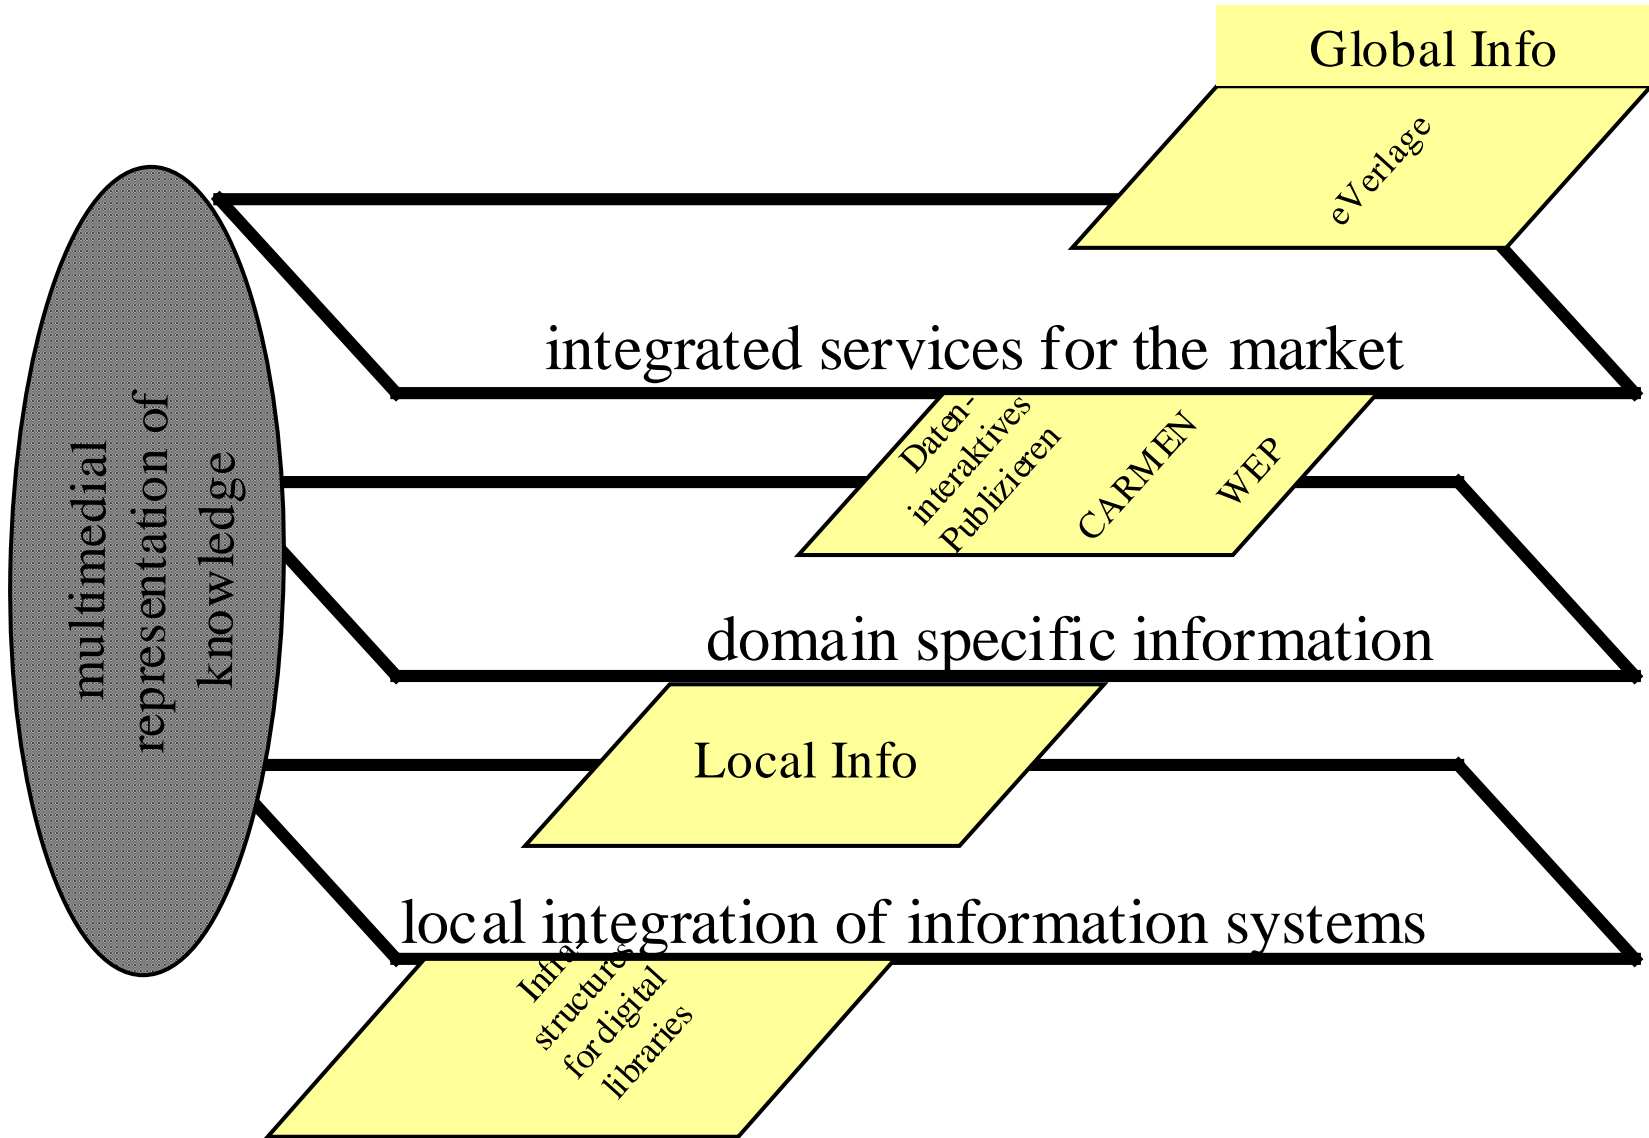 Global Info
eVerlage
integrated services for the market
Daten-
interaktives
Publizieren
CARMEN
WEP
multimedial
representation of
knowledge
domain specific information
Local Info
local integration of information systems
Infra-
structures
for digital
libraries